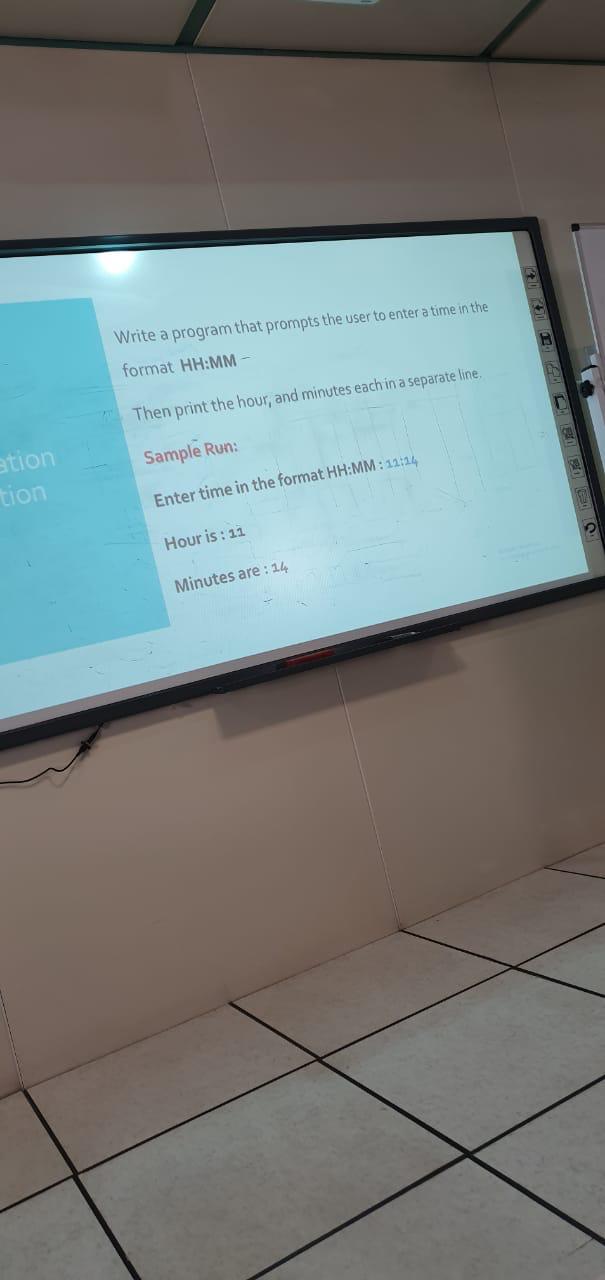 ation
tion
Write a program that prompts the user to enter a time in the
format HH:MM
Then print the hour, and minutes each in a separate line.
Sample Run:
Enter time in the format HH:MM : 11:14
Hour is : 11
Minutes are : 14